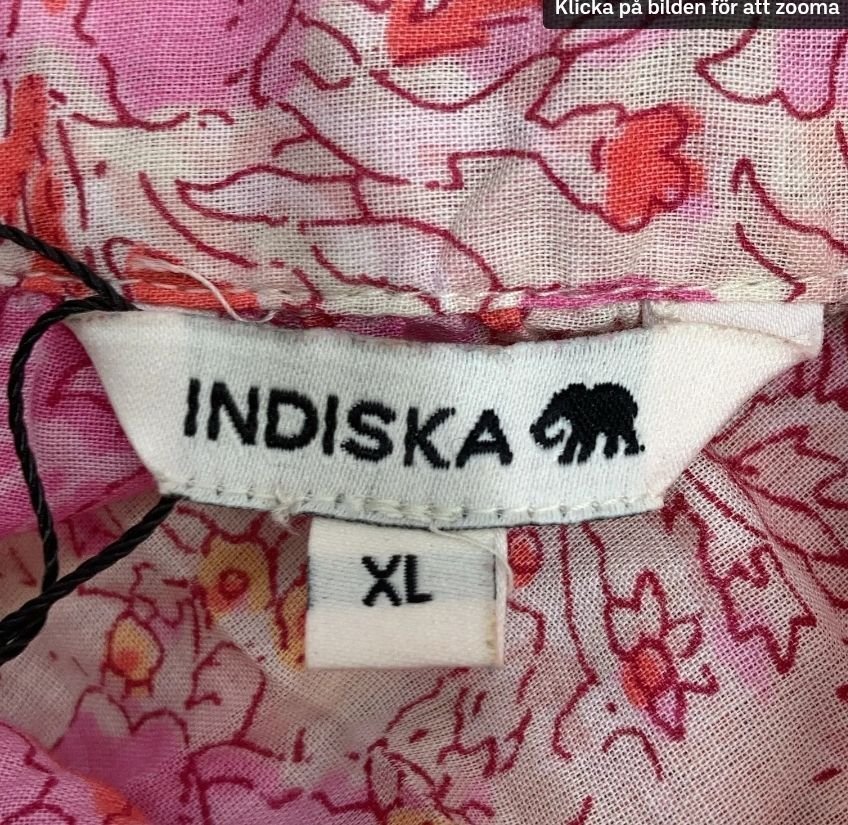 Klicka på bilden för att zooma
INDISKA
XL